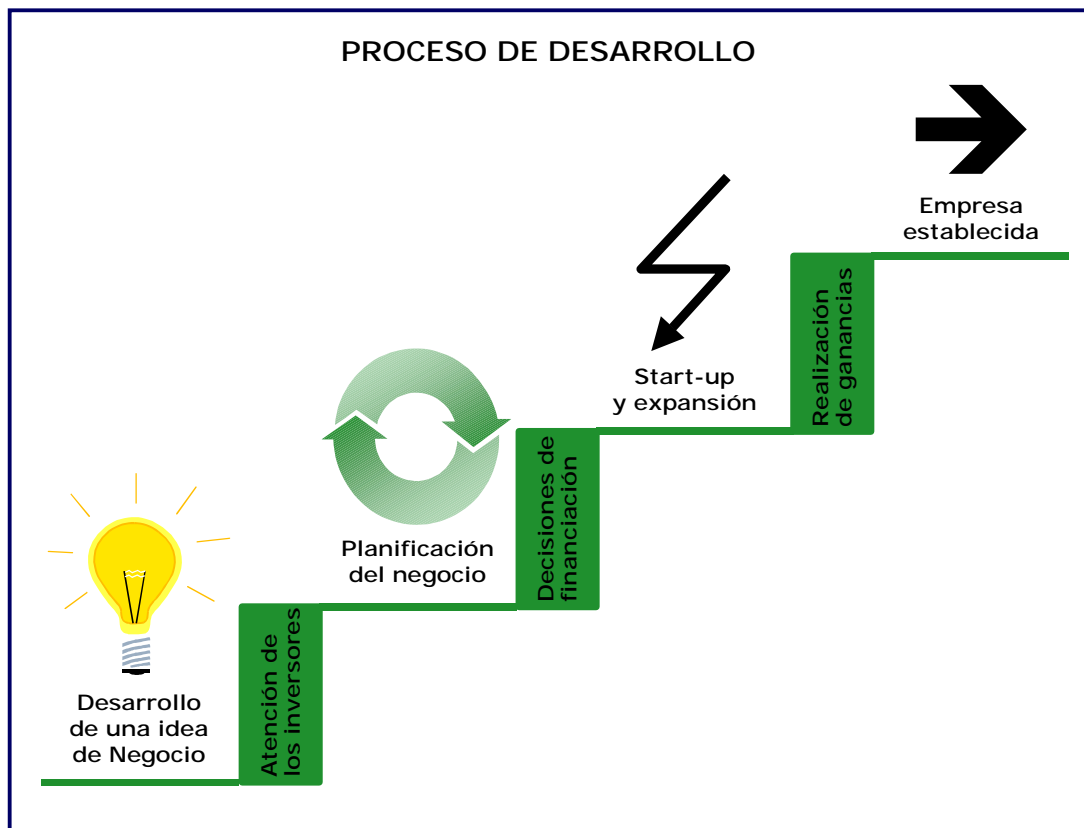 PROCESO DE DESARROLLO
Desarrollo
de una idea
de Negocio
Atención de
los inversores
Planificación
del negocio
Decisiones de
financiación
Start-up
y expansión
Realización
de ganancias
Empresa
establecida